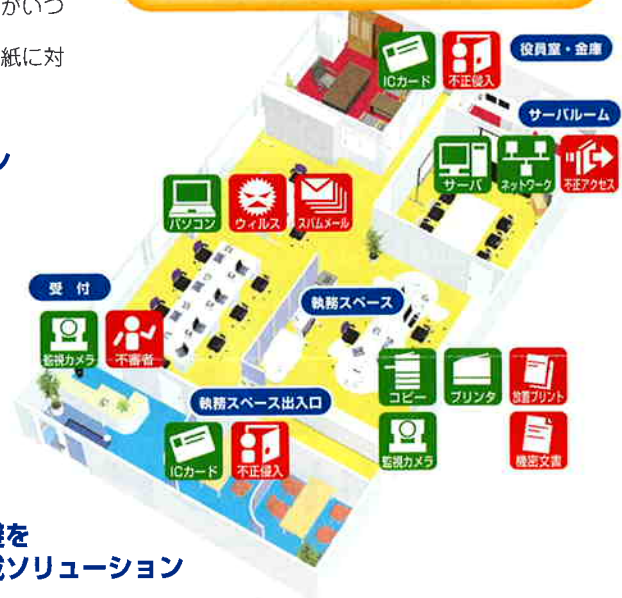 がいつ
紙に対
ン
役員室・金庫
ICカード
不正侵入
サーバルーム
サーバ
ネットワーク
不正アクセス
パソコン
ウィルス
スパムメール
受 付
監視カメラ
不審者
執務スペース
コピー
プリンタ
放置プリント
監視カメラ
機密文書
執務スペース出入口
ICカード
不正侵入
を
ソリューション